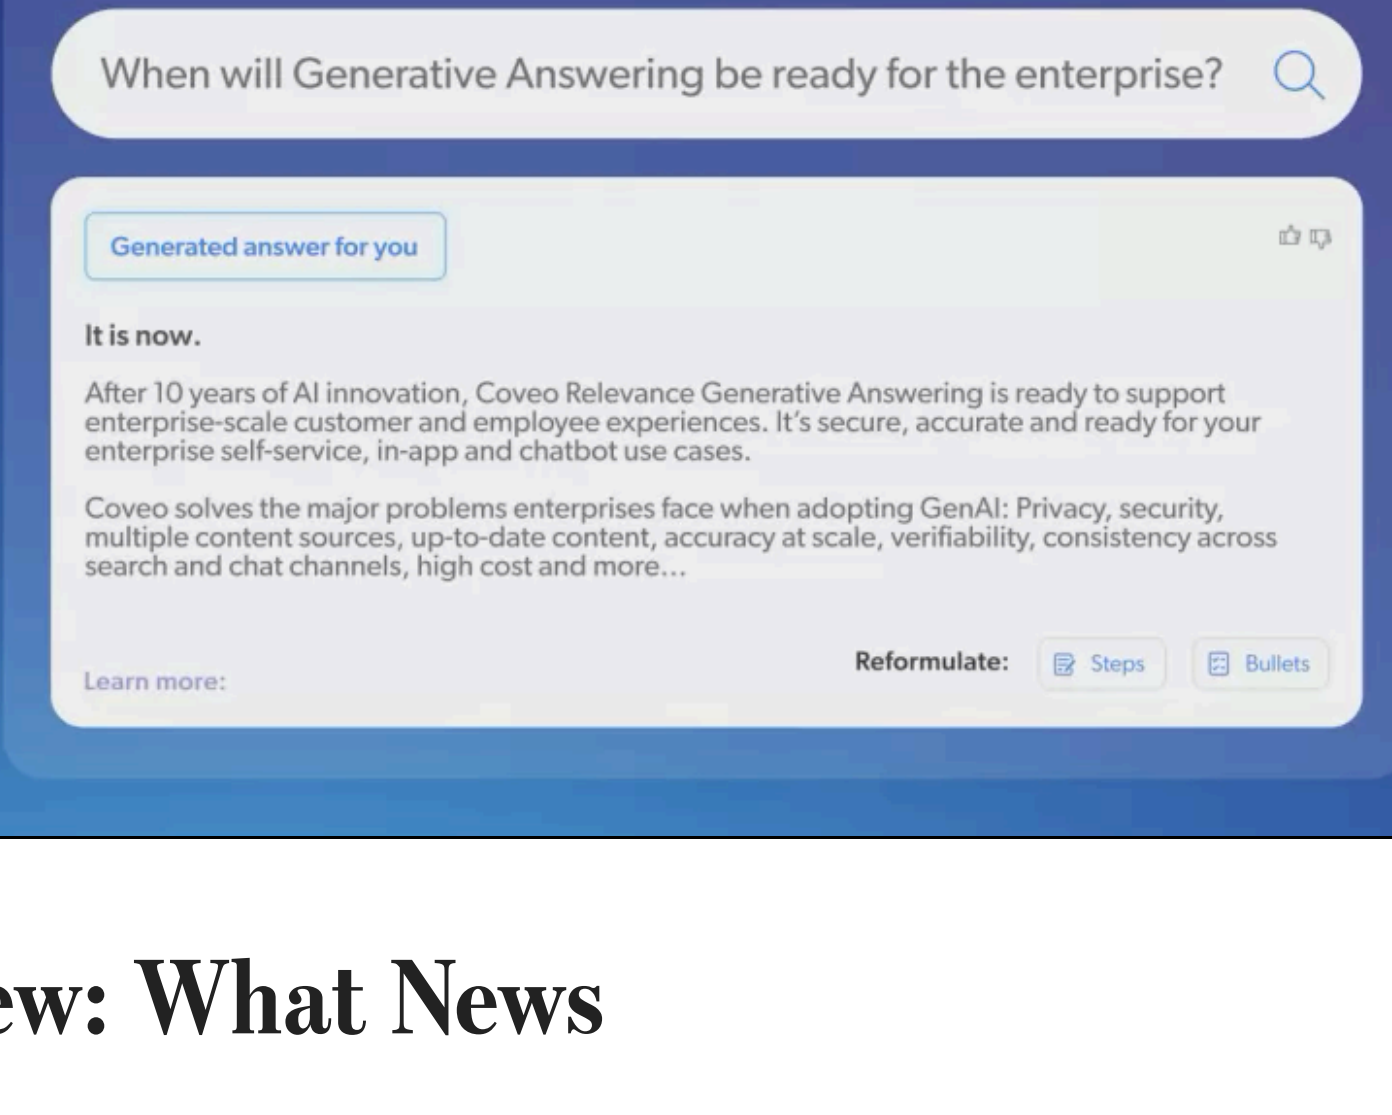 When will Generative Answering be ready for the enterprise?
Generated answer for you
It is now.
After 10 years of AI innovation, Coveo Relevance Generative Answering is ready to support
enterprise-scale customer and employee experiences. It's secure, accurate and ready for your
enterprise self-service, in-app and chatbot use cases.
Coveo solves the major problems enterprises face when adopting GenAI: Privacy, security,
multiple content sources, up-to-date content, accuracy at scale, verifiability, consistency across
search and chat channels, high cost and more...
Reformulate: Steps Bullets
Learn more:
ew: What News